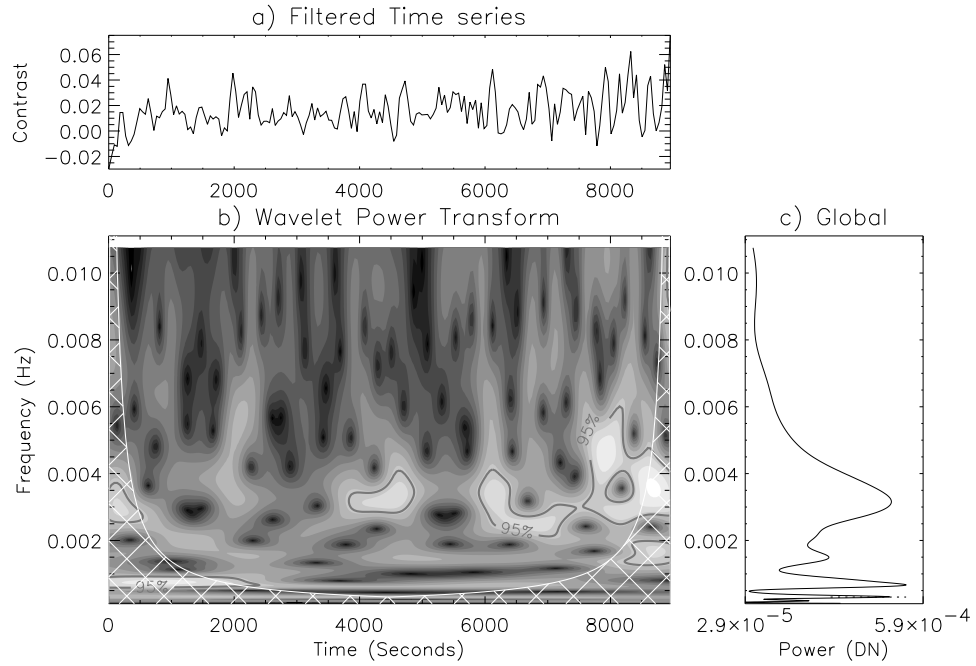 a) Filtered Time series
Contrast
0.06
0.04
0.02
0.00
−0.02
0 2000 4000 6000 8000
b) Wavelet Power Transform
c) Global
Frequency (Hz)
0.010
0.008
0.006
0.004
0.002
95%
95%
95%
0 2000 4000 6000 8000
Time (Seconds)
0.010
0.008
0.006
0.004
0.002
2.9×10⁻⁵ 5.9×10⁻⁴
Power (DN)